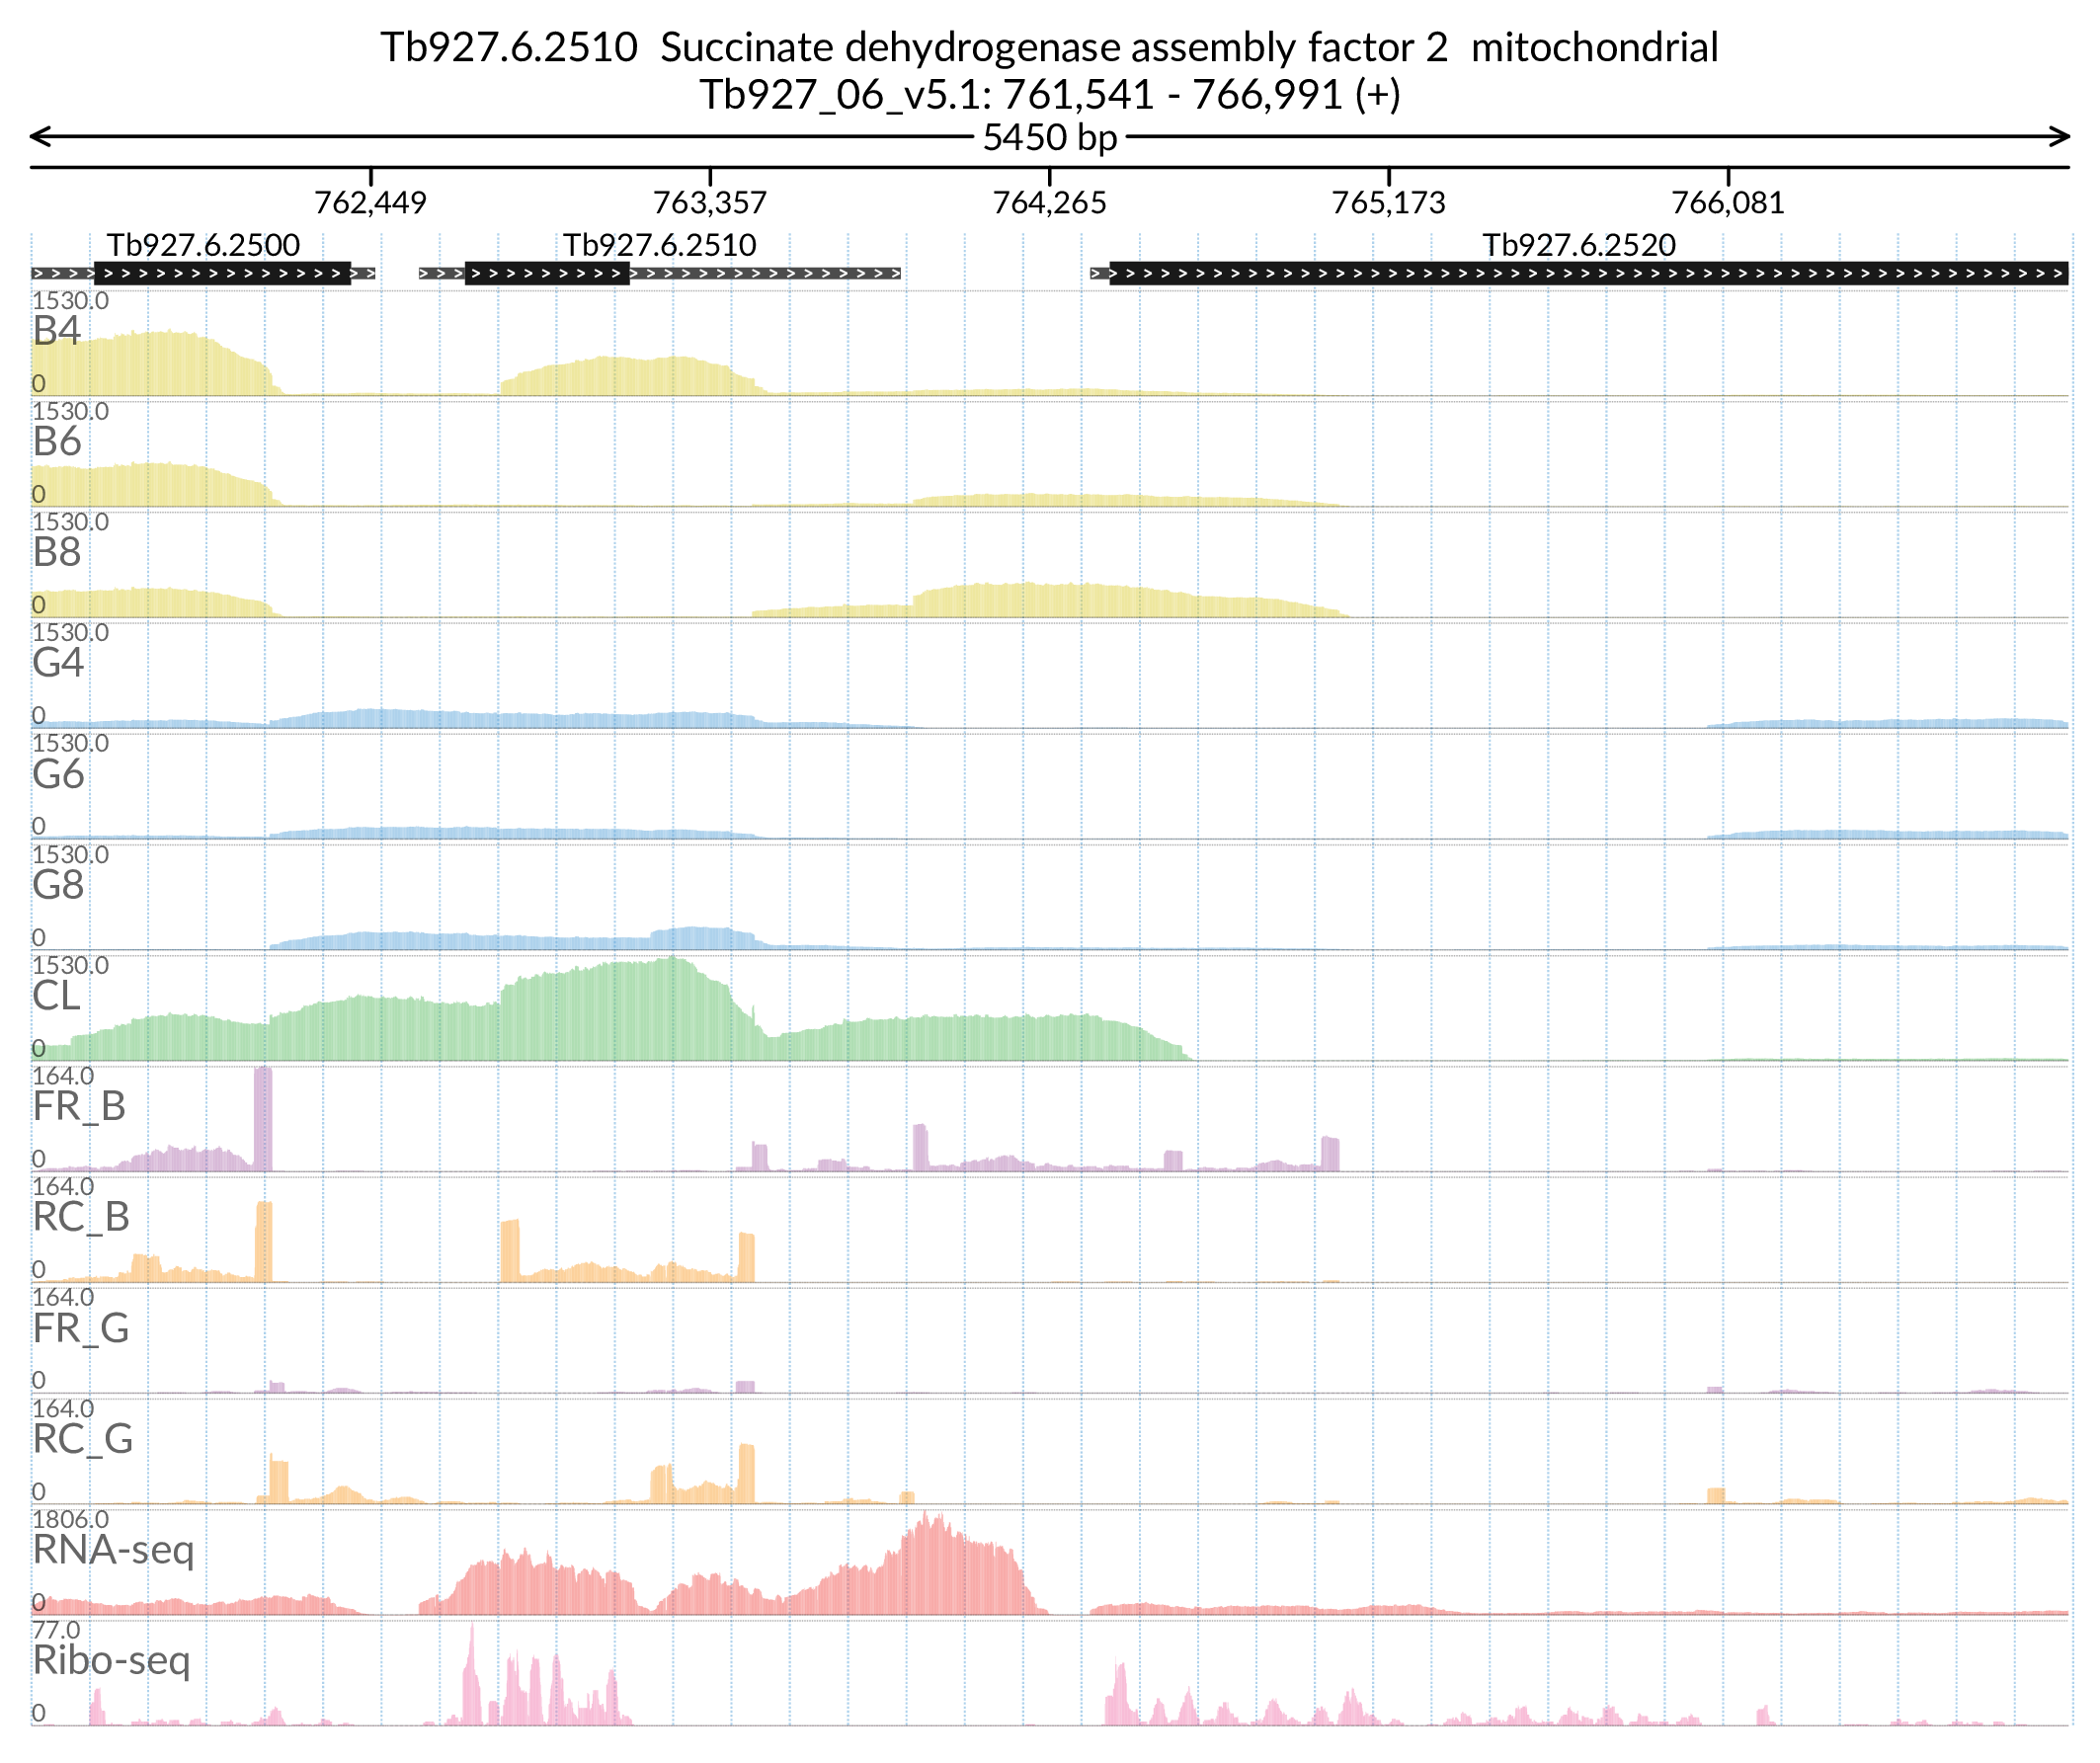 Tb927.6.2510  Succinate dehydrogenase assembly factor 2  mitochondrial
Tb927_06_v5.1: 761,541 - 766,991 (+)
5450 bp
762,449 763,357 764,265 765,173 766,081
Tb927.6.2500 Tb927.6.2510 Tb927.6.2520
1530.0
B4
0
1530.0
B6
0
1530.0
B8
0
1530.0
G4
0
1530.0
G6
0
1530.0
G8
0
1530.0
CL
0
164.0
FR_B
0
164.0
RC_B
0
164.0
FR_G
0
164.0
RC_G
0
1806.0
RNA-seq
0
77.0
Ribo-seq
0